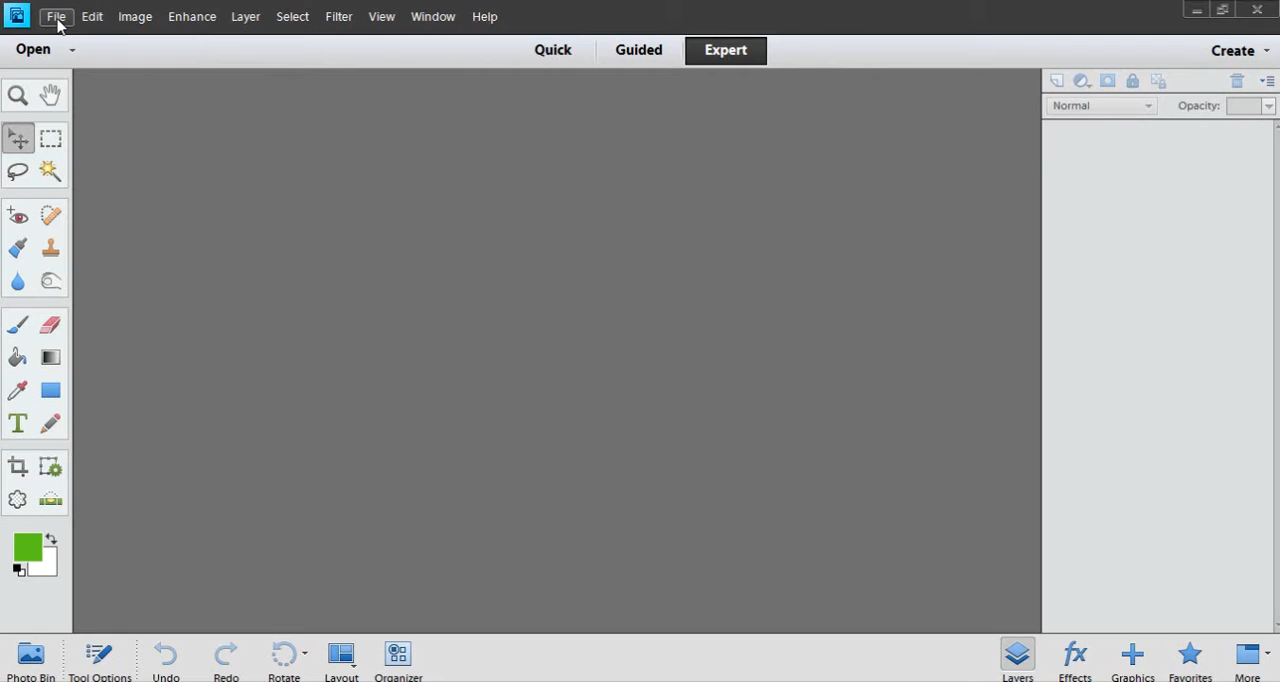 File Edit Image Enhance Layer Select Filter View Window Help
Open Quick Guided Expert Create
Normal Opacity:
T
Photo Bin Tool Options Undo Redo Rotate Layout Organizer Layers fx Effects Graphics Favorites More